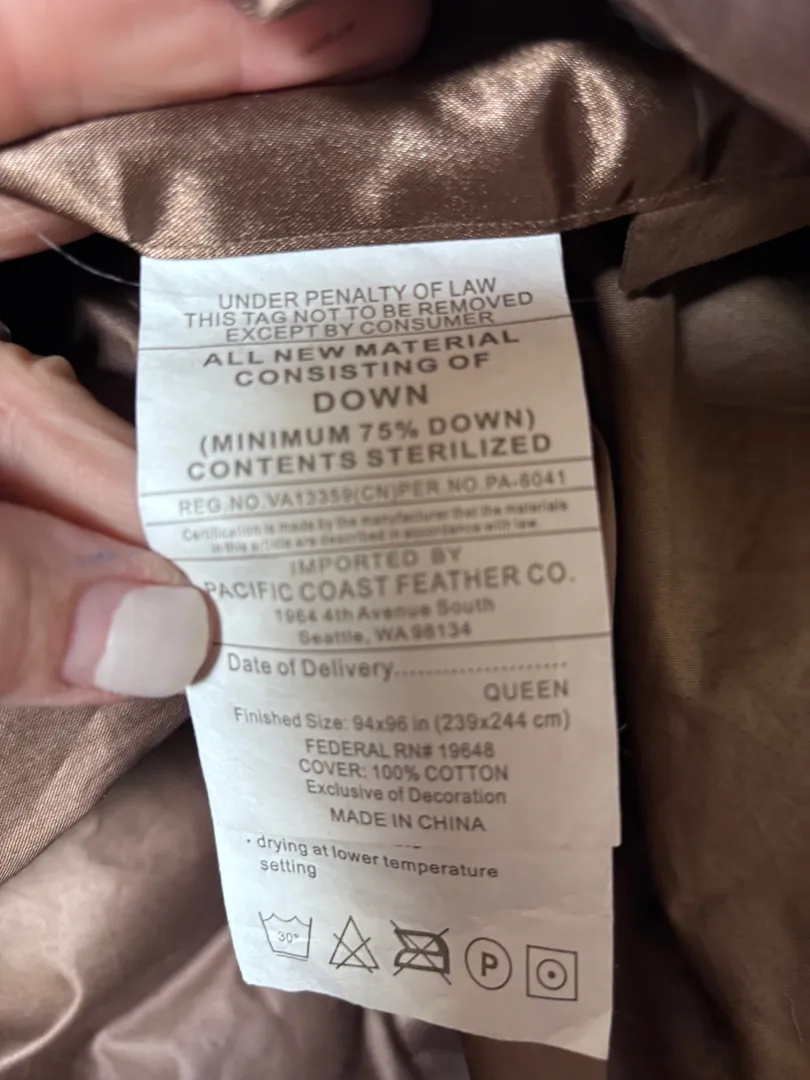 UNDER PENALTY OF LAW
THIS TAG NOT TO BE REMOVED
EXCEPT BY CONSUMER
ALL NEW MATERIAL
CONSISTING OF
DOWN
(MINIMUM 75% DOWN)
CONTENTS STERILIZED
REG.NO.VA13359(CN)PER NO.PA-6041
Certification is made by the manufacturer that the materials
in this article are described in accordance with law.
IMPORTED BY
PACIFIC COAST FEATHER CO.
1964 4th Avenue South
Seattle, WA 98134
Date of Delivery.....................
QUEEN
Finished Size: 94x96 in (239x244 cm)
FEDERAL RN# 19648
COVER: 100% COTTON
Exclusive of Decoration
MADE IN CHINA
· drying at lower temperature
setting
30°
P